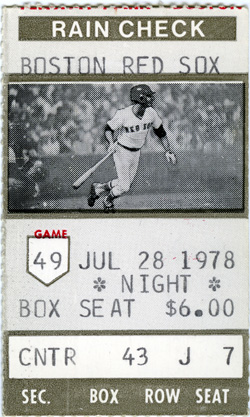 RAIN CHECK
BOSTON RED SOX
RED SOX
GAME
49 JUL 28 1978
* NIGHT *
BOX SEAT $6.00
CNTR 43 J 7
SEC. BOX ROW SEAT